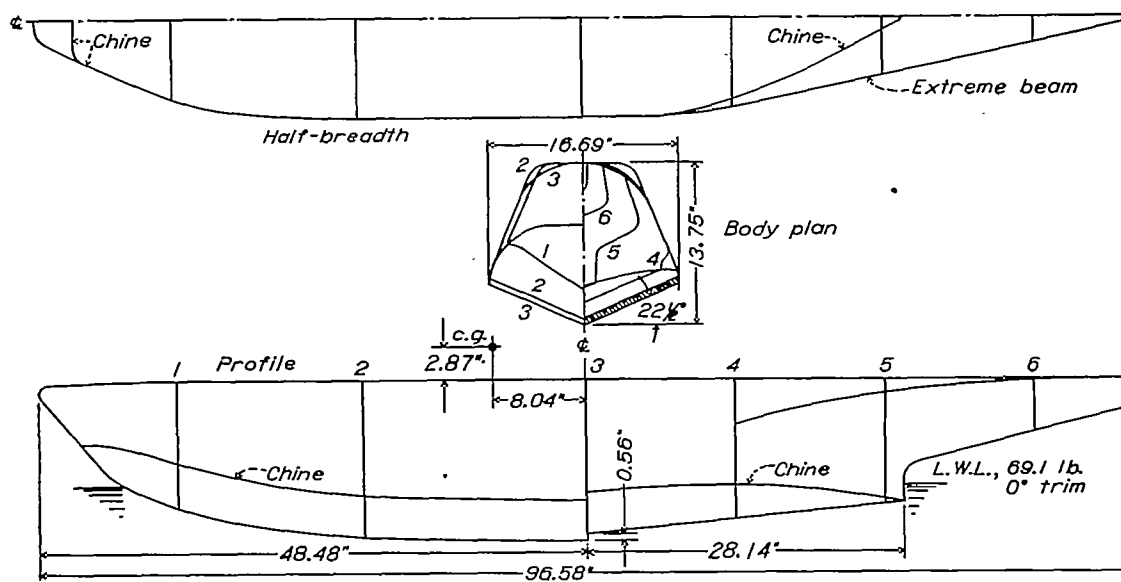 ℄
Chine
Chine
Extreme beam
Half-breadth
16.69"
2
3
6
1
5
4
2
3
22½°
13.75"
Body plan
℄
c.g.
2.87"
8.04"
Profile
1
2
3
4
5
6
Chine
0.56"
Chine
L.W.L., 69.1 lb.
0° trim
48.48"
28.14"
96.58"